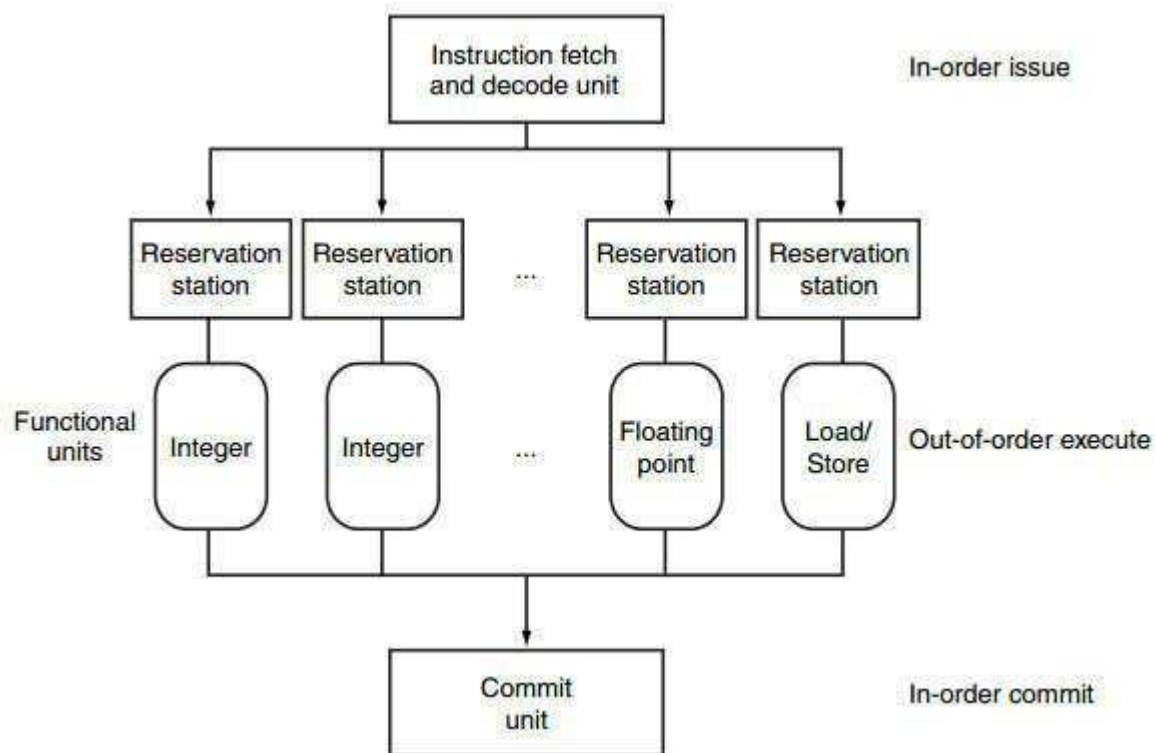 Instruction fetch
and decode unit
In-order issue
Reservation
station
Reservation
station
...
Reservation
station
Reservation
station
Functional
units
Integer
Integer
...
Floating
point
Load/
Store
Out-of-order execute
Commit
unit
In-order commit